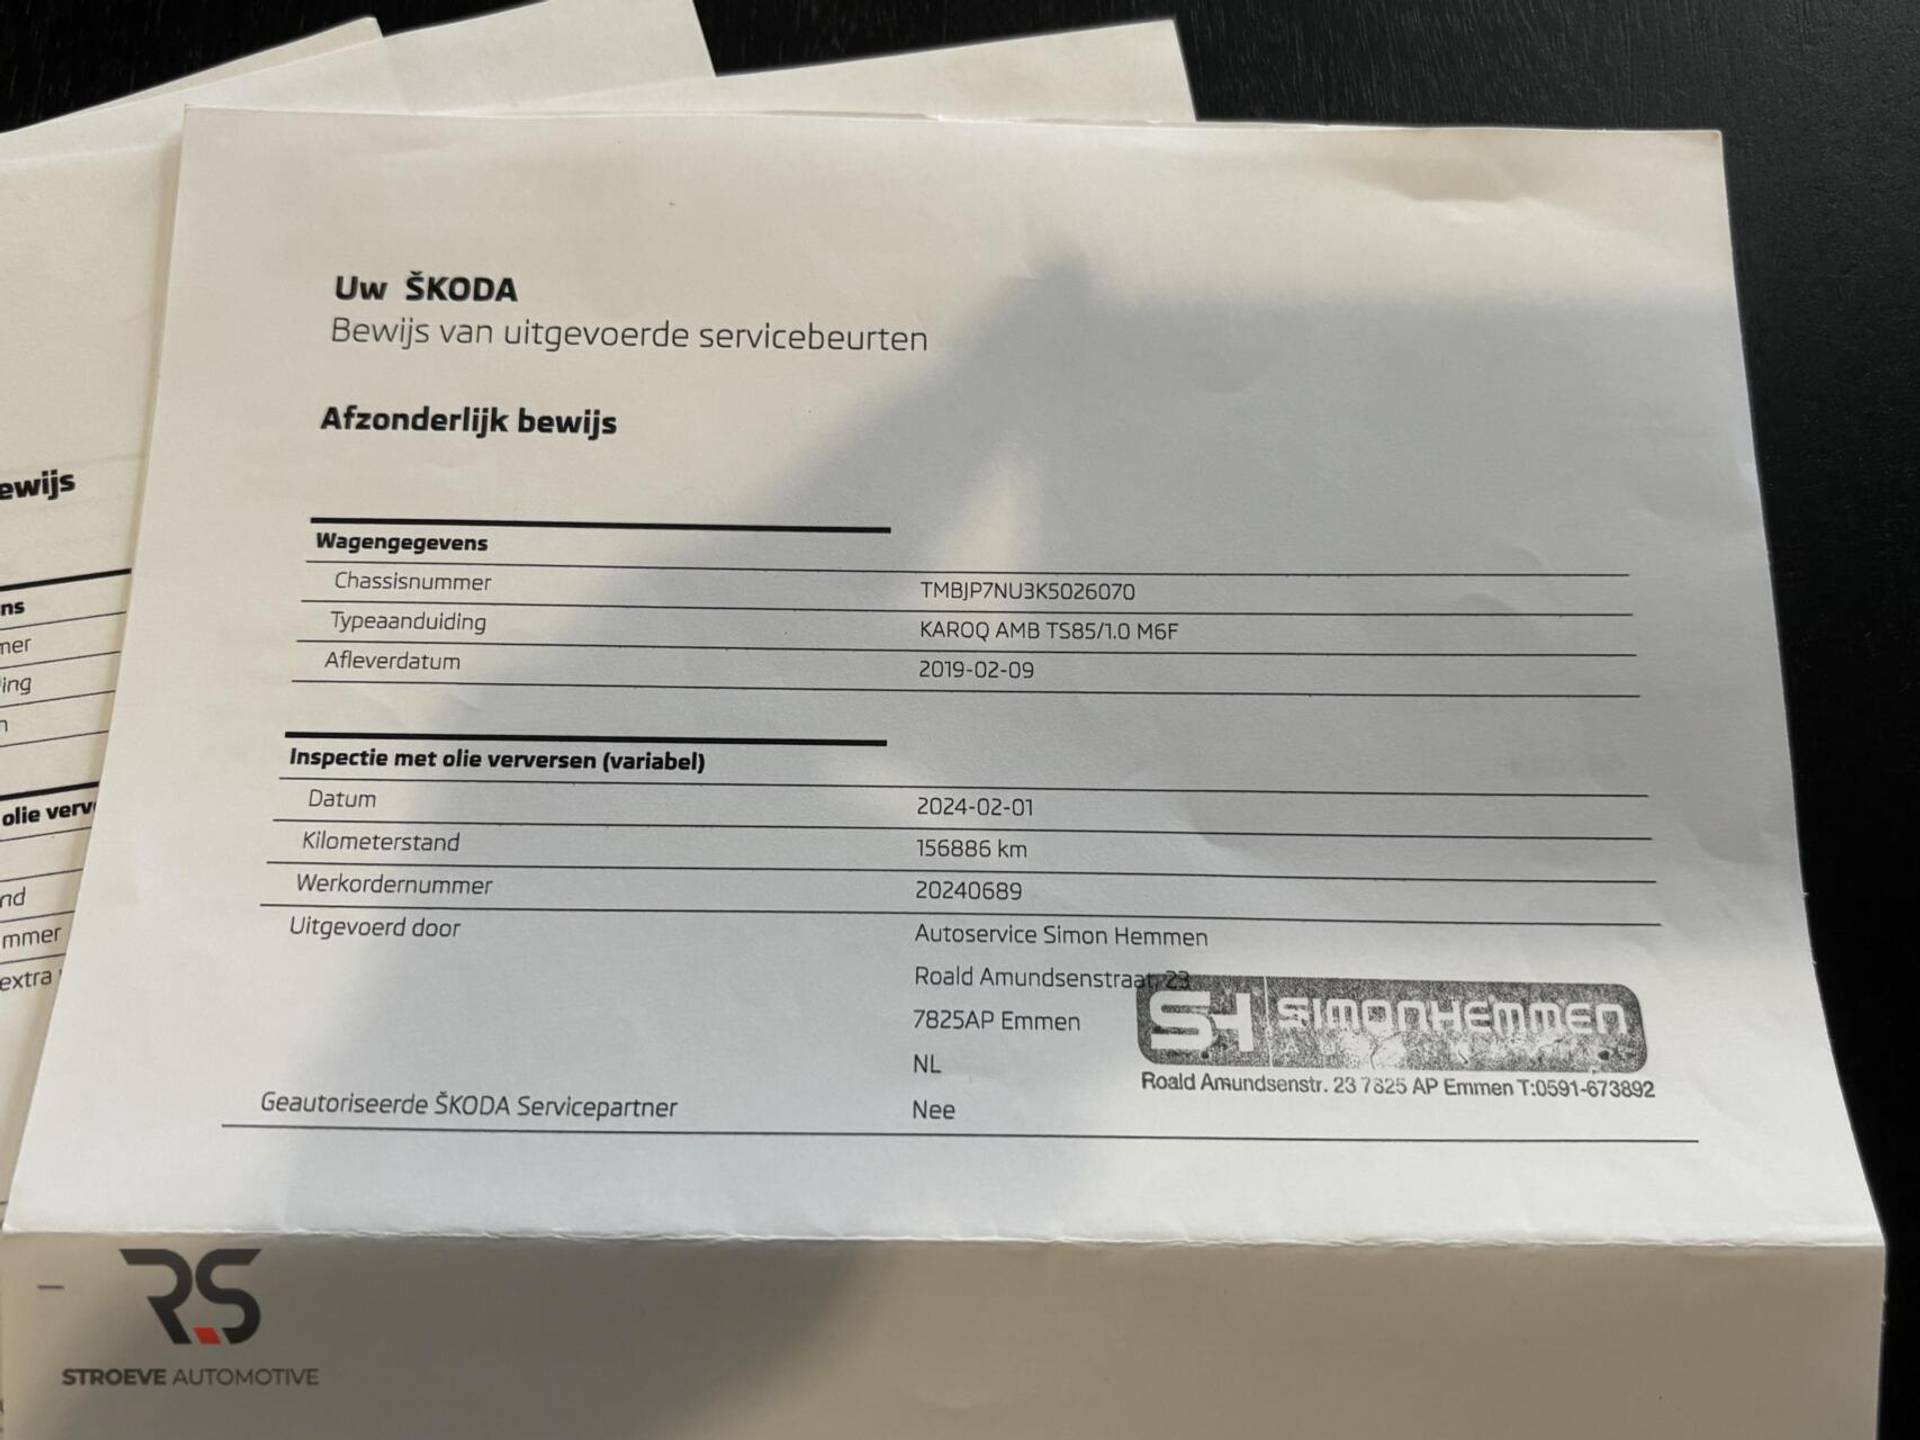 Uw ŠKODA
Bewijs van uitgevoerde servicebeurten
Afzonderlijk bewijs
Wagengegevens
Chassisnummer TMBJP7NU3K5026070
Typeaanduiding KAROQ AMB TS85/1.0 M6F
Afleverdatum 2019-02-09
Inspectie met olie verversen (variabel)
Datum 2024-02-01
Kilometerstand 156886 km
Werkordernummer 20240689
Uitgevoerd door Autoservice Simon Hemmen
Roald Amundsenstraat 23
7825AP Emmen
NL
Geautoriseerde ŠKODA Servicepartner Nee
SH SIMONHEMMEN
Roald Amundsenstr. 23 7825 AP Emmen T:0591-673892
ewijs
ns
mer
ing
n
olie verv
nd
mmer
extra
RS
STROEVE AUTOMOTIVE